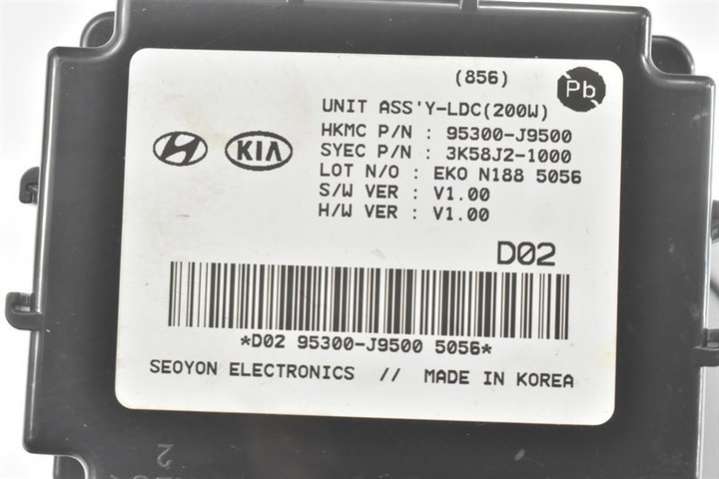 (856)
Pb
UNIT ASS'Y-LDC(200W)
HKMC P/N : 95300-J9500
KIA
SYEC P/N : 3K58J2-1000
LOT N/O : EKO N188 5056
S/W VER : V1.00
H/W VER : V1.00
D02
*D02 95300-J9500 5056*
SEOYON ELECTRONICS // MADE IN KOREA
2